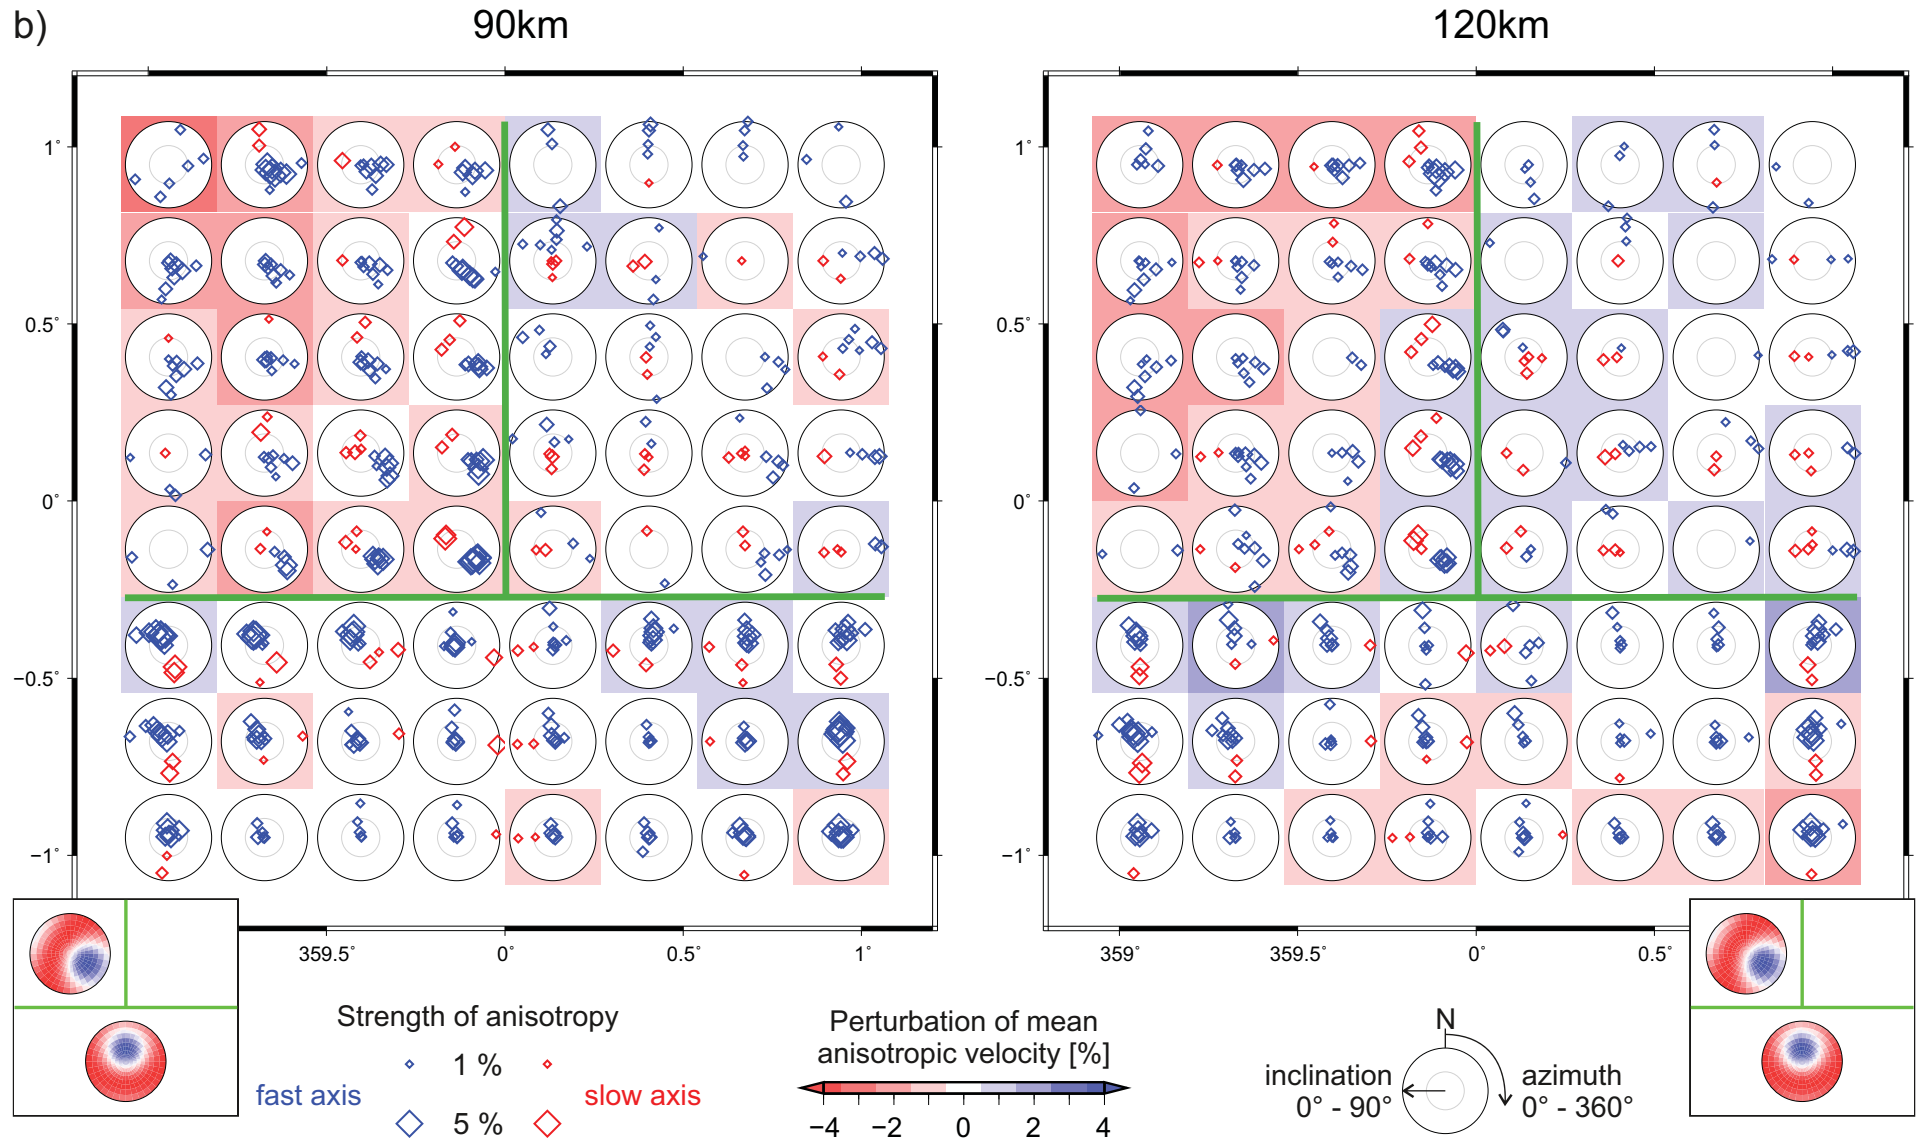 b)
90km
120km
1°
0.5°
0°
−0.5°
−1°
1°
0.5°
0°
−0.5°
−1°
359.5°
0°
0.5°
1°
359°
359.5°
0°
0.5°
Strength of anisotropy
1 %
fast axis
slow axis
5 %
Perturbation of mean
anisotropic velocity [%]
−4
−2
0
2
4
N
inclination
0° - 90°
azimuth
0° - 360°